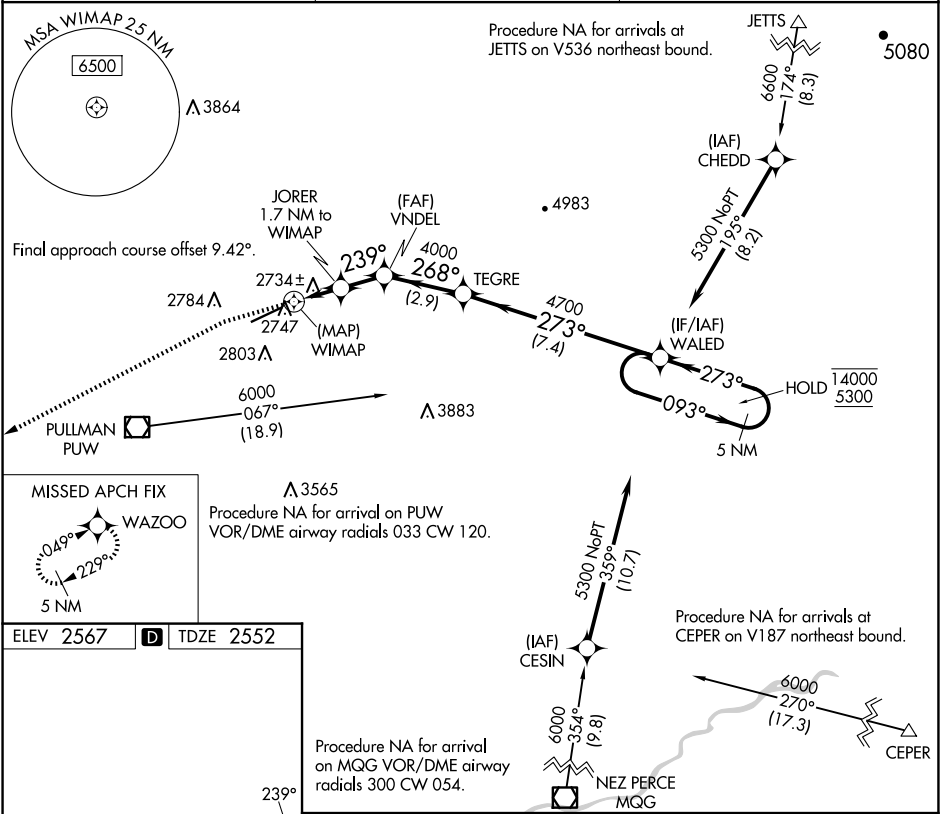 MSA WIMAP 25 NM
6500
3864
Procedure NA for arrivals at
JETTS on V536 northeast bound.
JETTS
5080
6600
174°
(8.3)
(IAF)
CHEDD
5300 NoPT
195°
(8.2)
4983
JORER
1.7 NM to
WIMAP
(FAF)
VNDEL
Final approach course offset 9.42°.
239°
4000
268°
(2.9)
TEGRE
2734±
2784
2747
(MAP)
WIMAP
2803
4700
273°
(7.4)
(IF/IAF)
WALED
273°
093°
HOLD
14000
5300
5 NM
6000
067°
(18.9)
PULLMAN
PUW
3883
MISSED APCH FIX
WAZOO
049°
229°
5 NM
3565
Procedure NA for arrival on PUW
VOR/DME airway radials 033 CW 120.
5300 NoPT
359°
(10.7)
ELEV 2567
D
TDZE 2552
(IAF)
CESIN
Procedure NA for arrivals at
CEPER on V187 northeast bound.
6000
270°
(17.3)
CEPER
6000
354°
(9.8)
Procedure NA for arrival
on MQG VOR/DME airway
radials 300 CW 054.
NEZ PERCE
MQG
239°